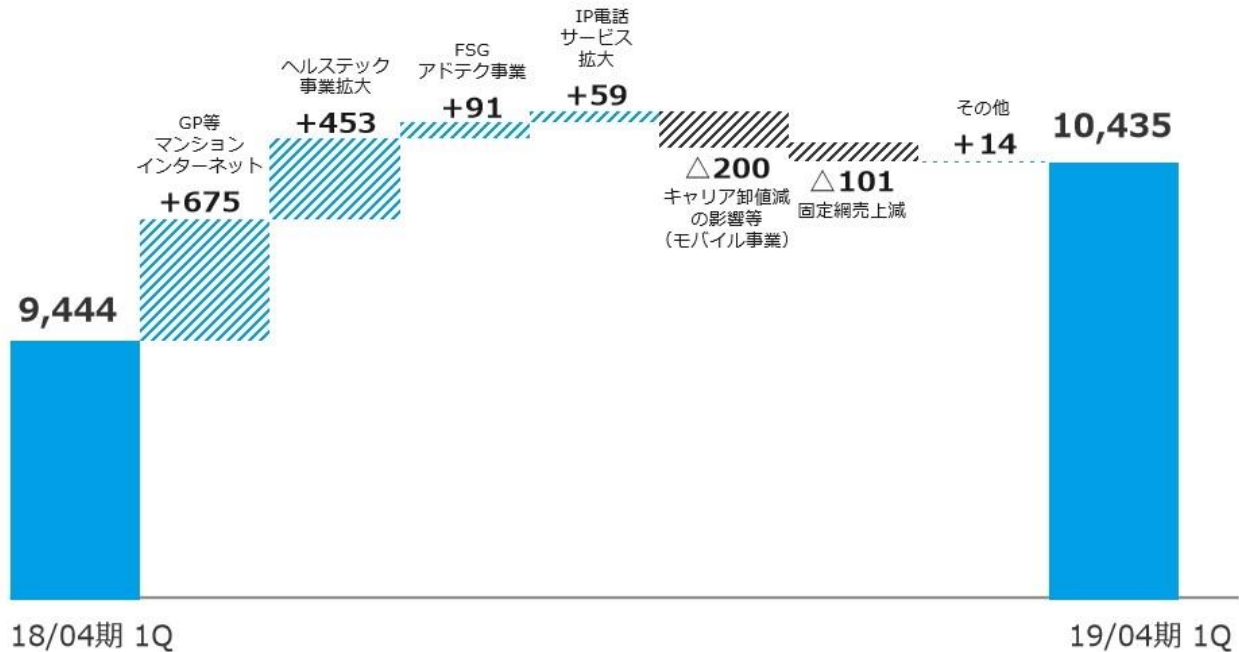 9,444
GP等
マンション
インターネット
+675
ヘルステック
事業拡大
+453
FSG
アドテク事業
+91
IP電話
サービス
拡大
+59
△200
キャリア卸値減
の影響等
（モバイル事業）
△101
固定網売上減
その他
+14
10,435
18/04期 1Q
19/04期 1Q